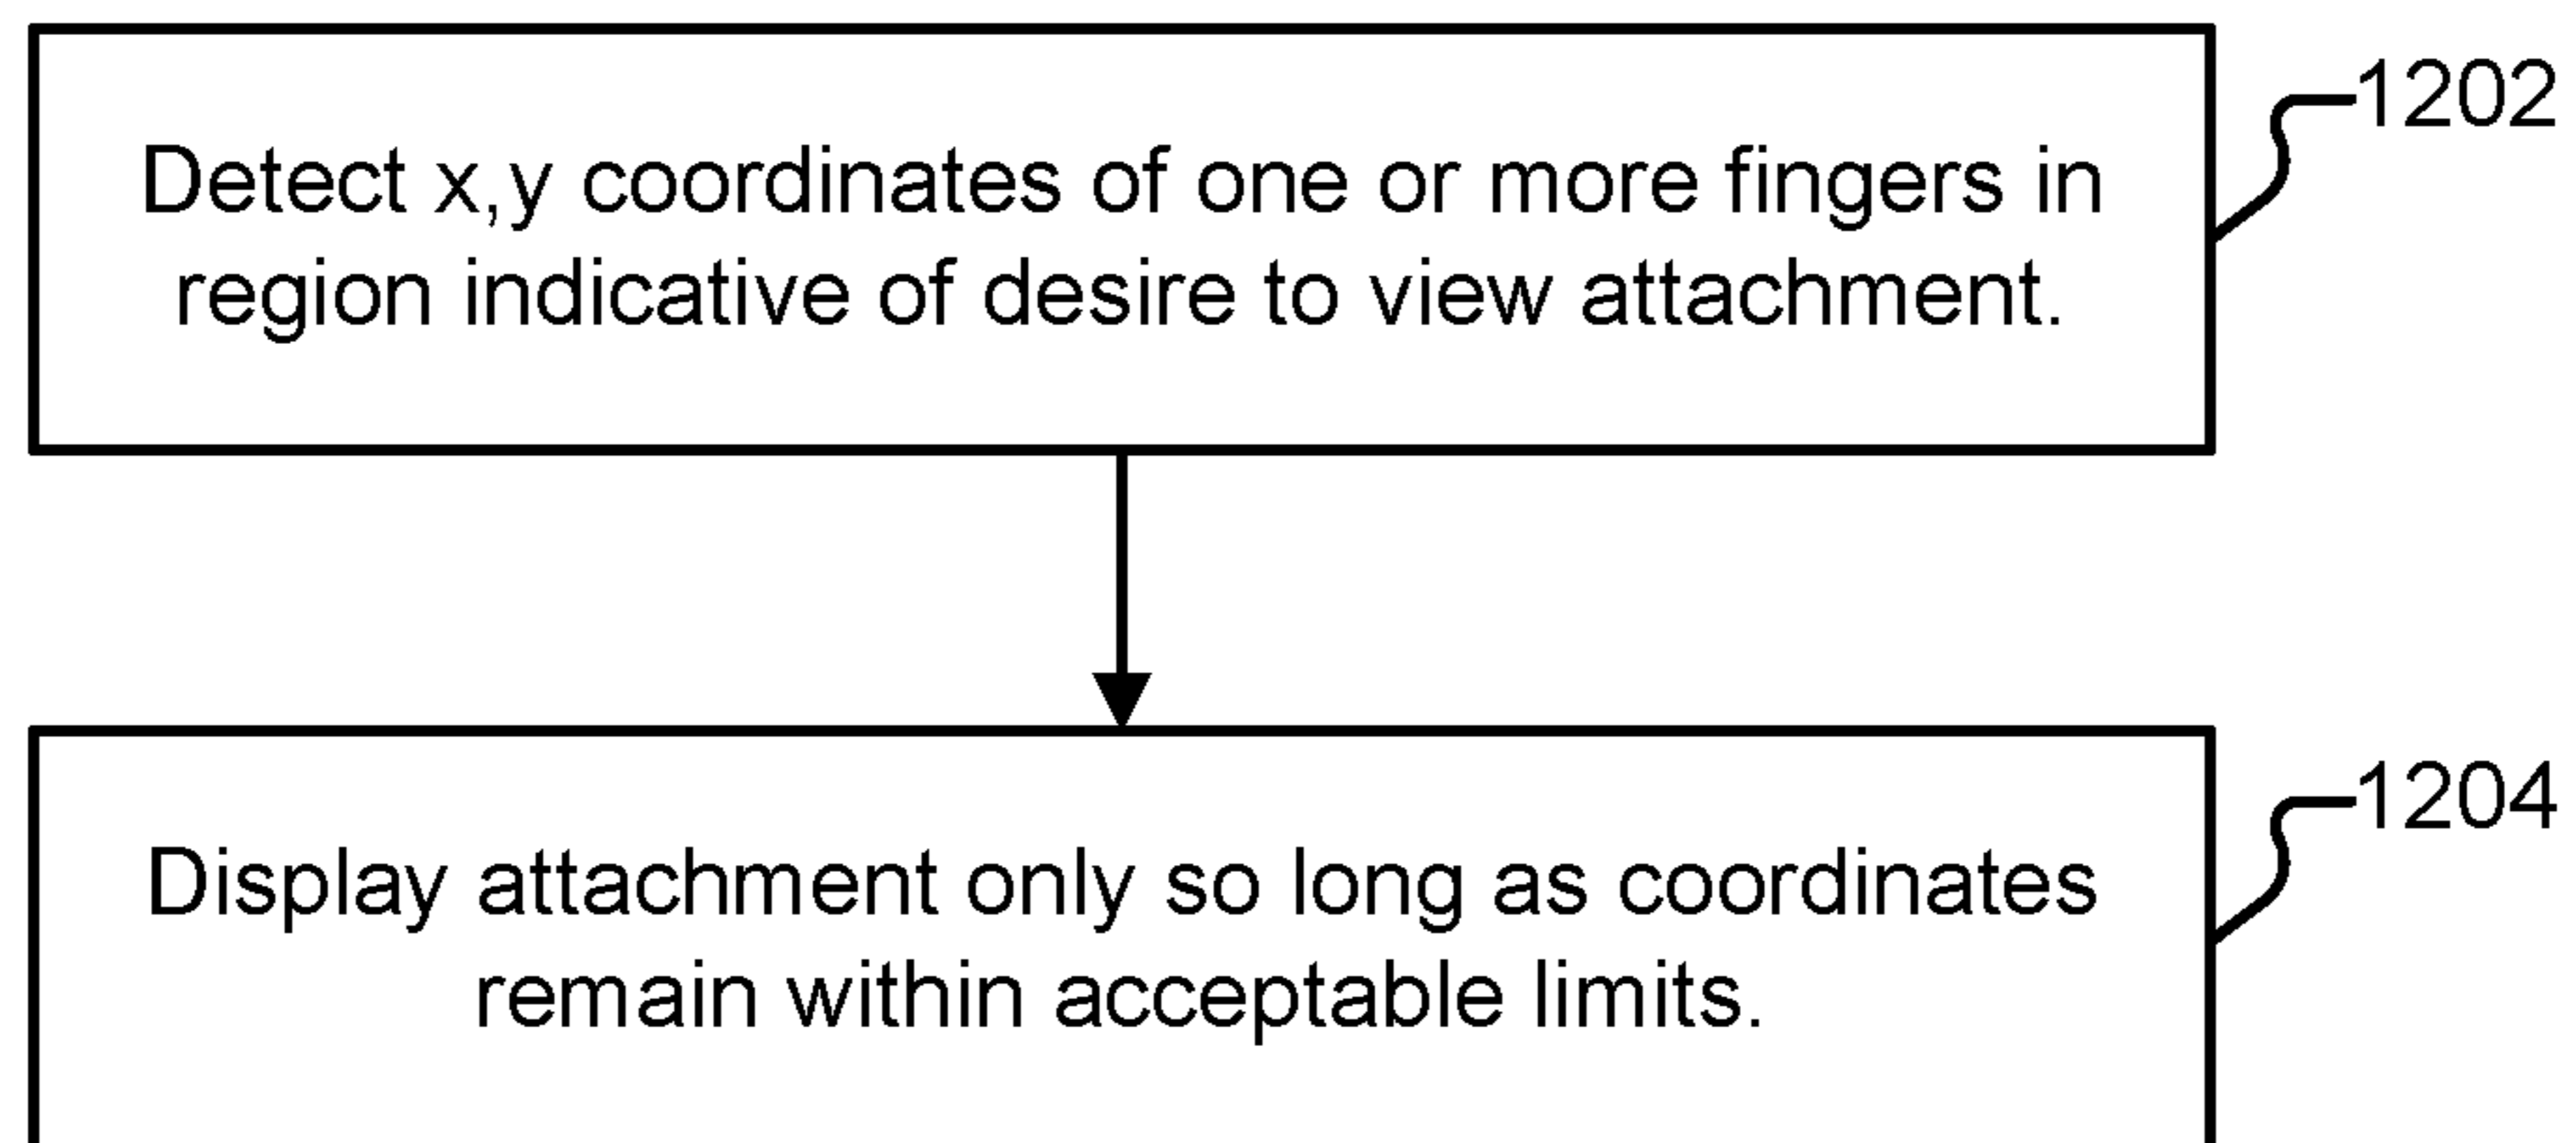 1202
Detect x,y coordinates of one or more fingers in
region indicative of desire to view attachment.
1204
Display attachment only so long as coordinates
remain within acceptable limits.